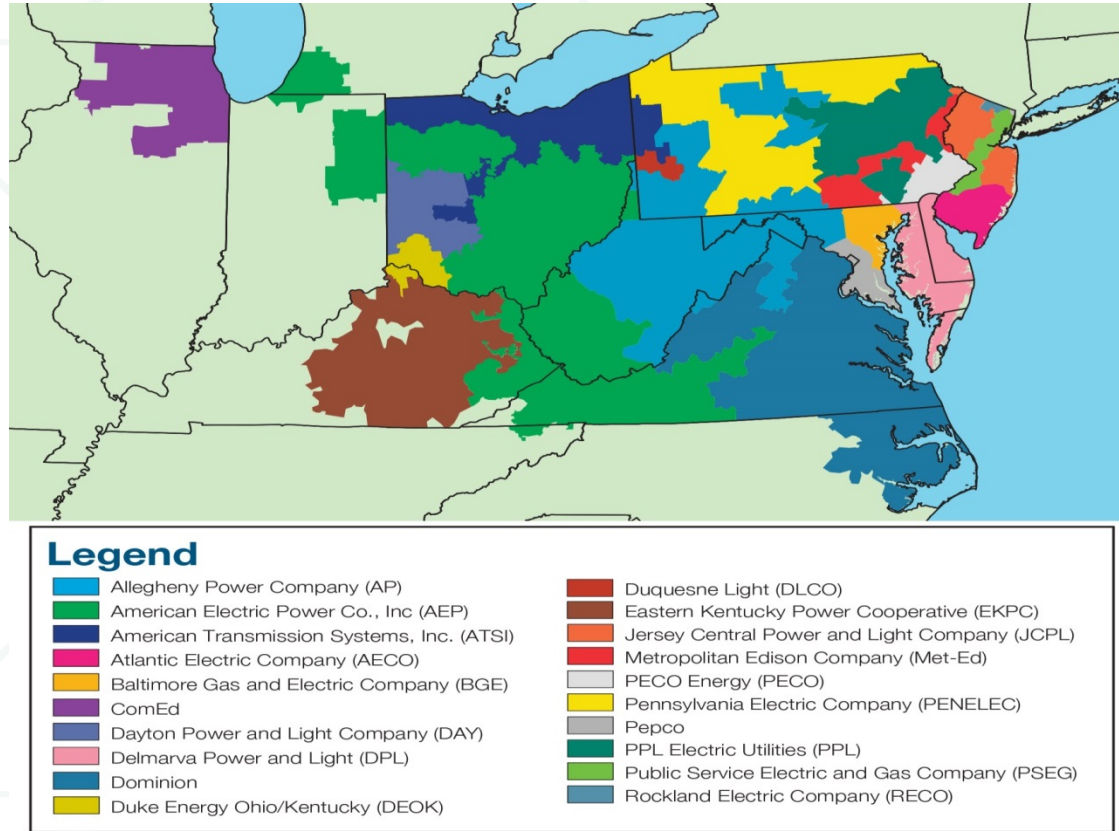 Legend
Allegheny Power Company (AP)
American Electric Power Co., Inc (AEP)
American Transmission Systems, Inc. (ATSI)
Atlantic Electric Company (AECO)
Baltimore Gas and Electric Company (BGE)
ComEd
Dayton Power and Light Company (DAY)
Delmarva Power and Light (DPL)
Dominion
Duke Energy Ohio/Kentucky (DEOK)
Duquesne Light (DLCO)
Eastern Kentucky Power Cooperative (EKPC)
Jersey Central Power and Light Company (JCPL)
Metropolitan Edison Company (Met-Ed)
PECO Energy (PECO)
Pennsylvania Electric Company (PENELEC)
Pepco
PPL Electric Utilities (PPL)
Public Service Electric and Gas Company (PSEG)
Rockland Electric Company (RECO)